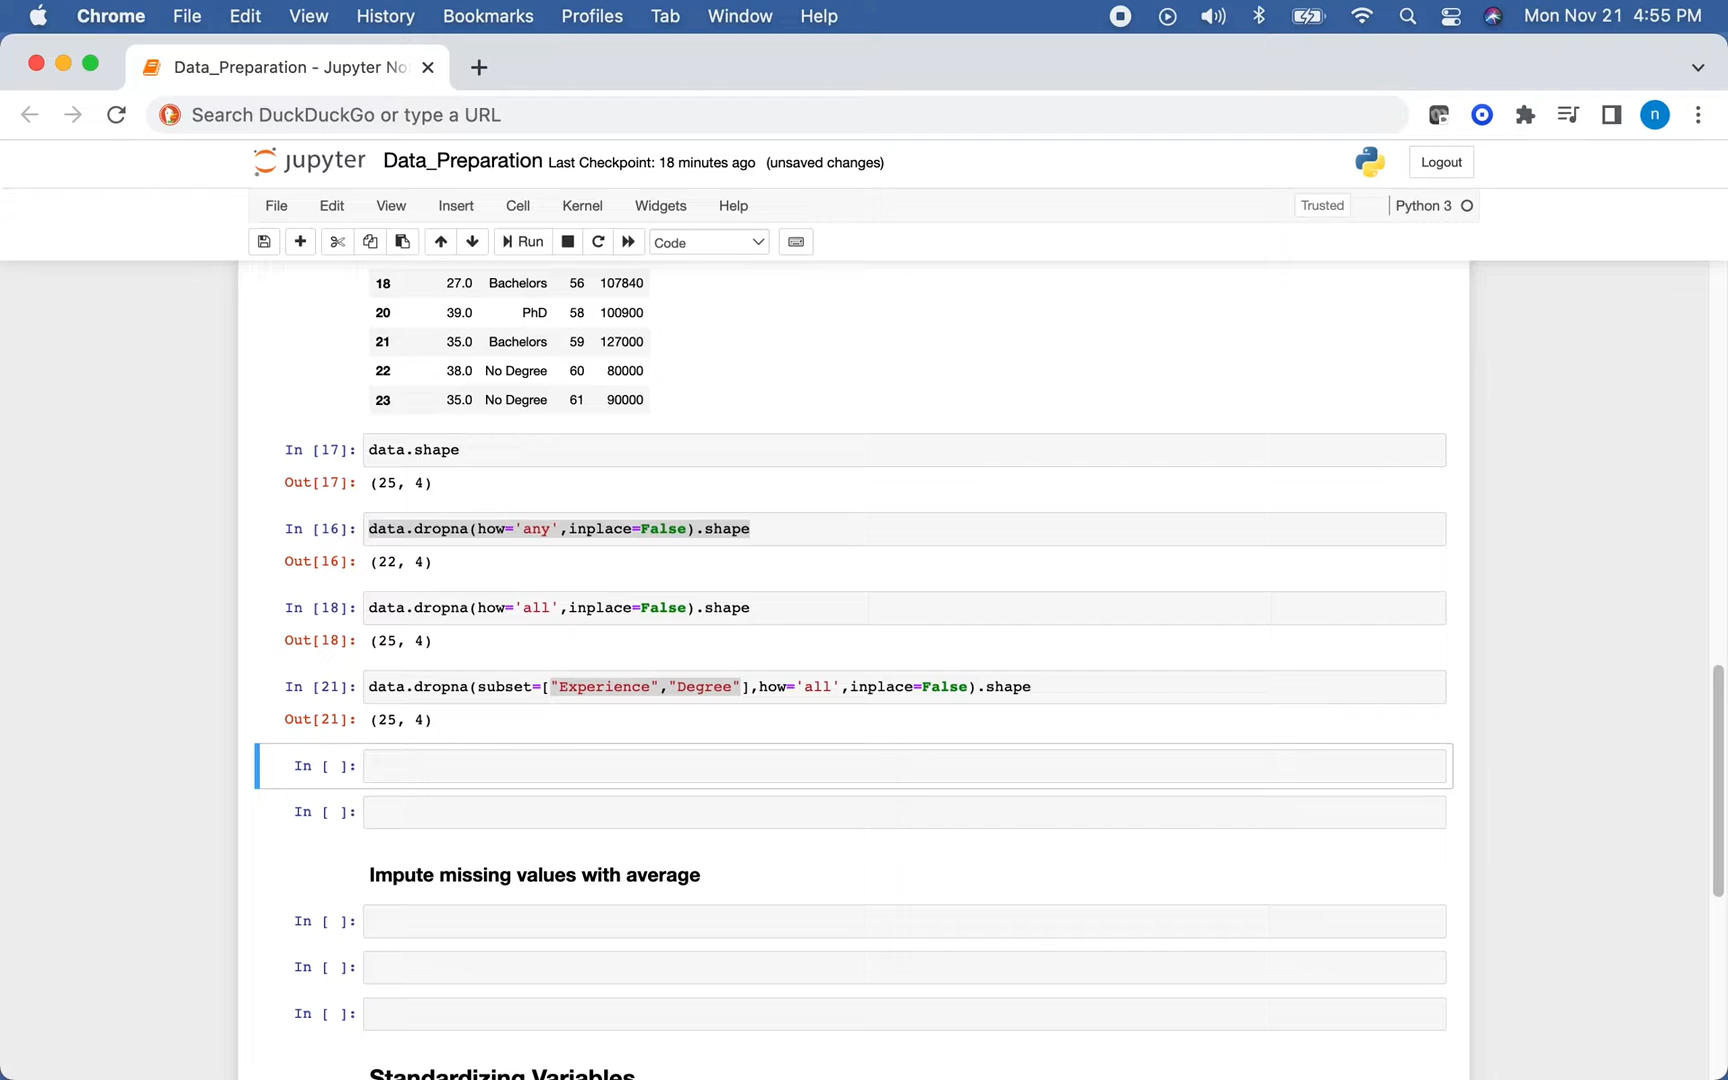 Chrome File Edit View History Bookmarks Profiles Tab Window Help Mon Nov 21 4:55 PM
Data_Preparation - Jupyter No
Search DuckDuckGo or type a URL n
jupyter Data_Preparation Last Checkpoint: 18 minutes ago (unsaved changes) Logout
File Edit View Insert Cell Kernel Widgets Help Trusted Python 3
Run Code
18 27.0 Bachelors 56 107840
20 39.0 PhD 58 100900
21 35.0 Bachelors 59 127000
22 38.0 No Degree 60 80000
23 35.0 No Degree 61 90000
In [17]: data.shape
Out[17]: (25, 4)
In [16]: data.dropna(how='any',inplace=False).shape
Out[16]: (22, 4)
In [18]: data.dropna(how='all',inplace=False).shape
Out[18]: (25, 4)
In [21]: data.dropna(subset=["Experience","Degree"],how='all',inplace=False).shape
Out[21]: (25, 4)
In [ ]:
In [ ]:
Impute missing values with average
In [ ]:
In [ ]:
In [ ]:
Standardizing Variables